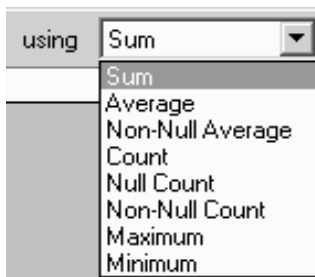 using Sum
Sum
Average
Non-Null Average
Count
Null Count
Non-Null Count
Maximum
Minimum